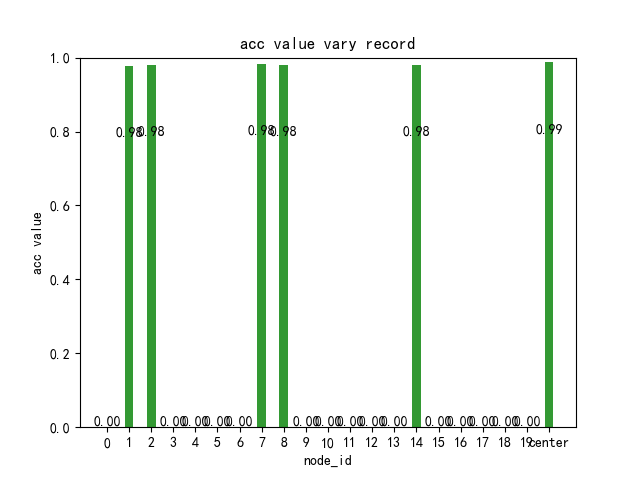 acc value vary record
acc value
1.0
0.8
0.6
0.4
0.2
0.0
0.00 0.98 0.98 0.00 0.00 0.00 0.00 0.98 0.98 0.00 0.00 0.00 0.00 0.00 0.98 0.00 0.00 0.00 0.00 0.00 0.99
0 1 2 3 4 5 6 7 8 9 10 11 12 13 14 15 16 17 18 19 center
node_id